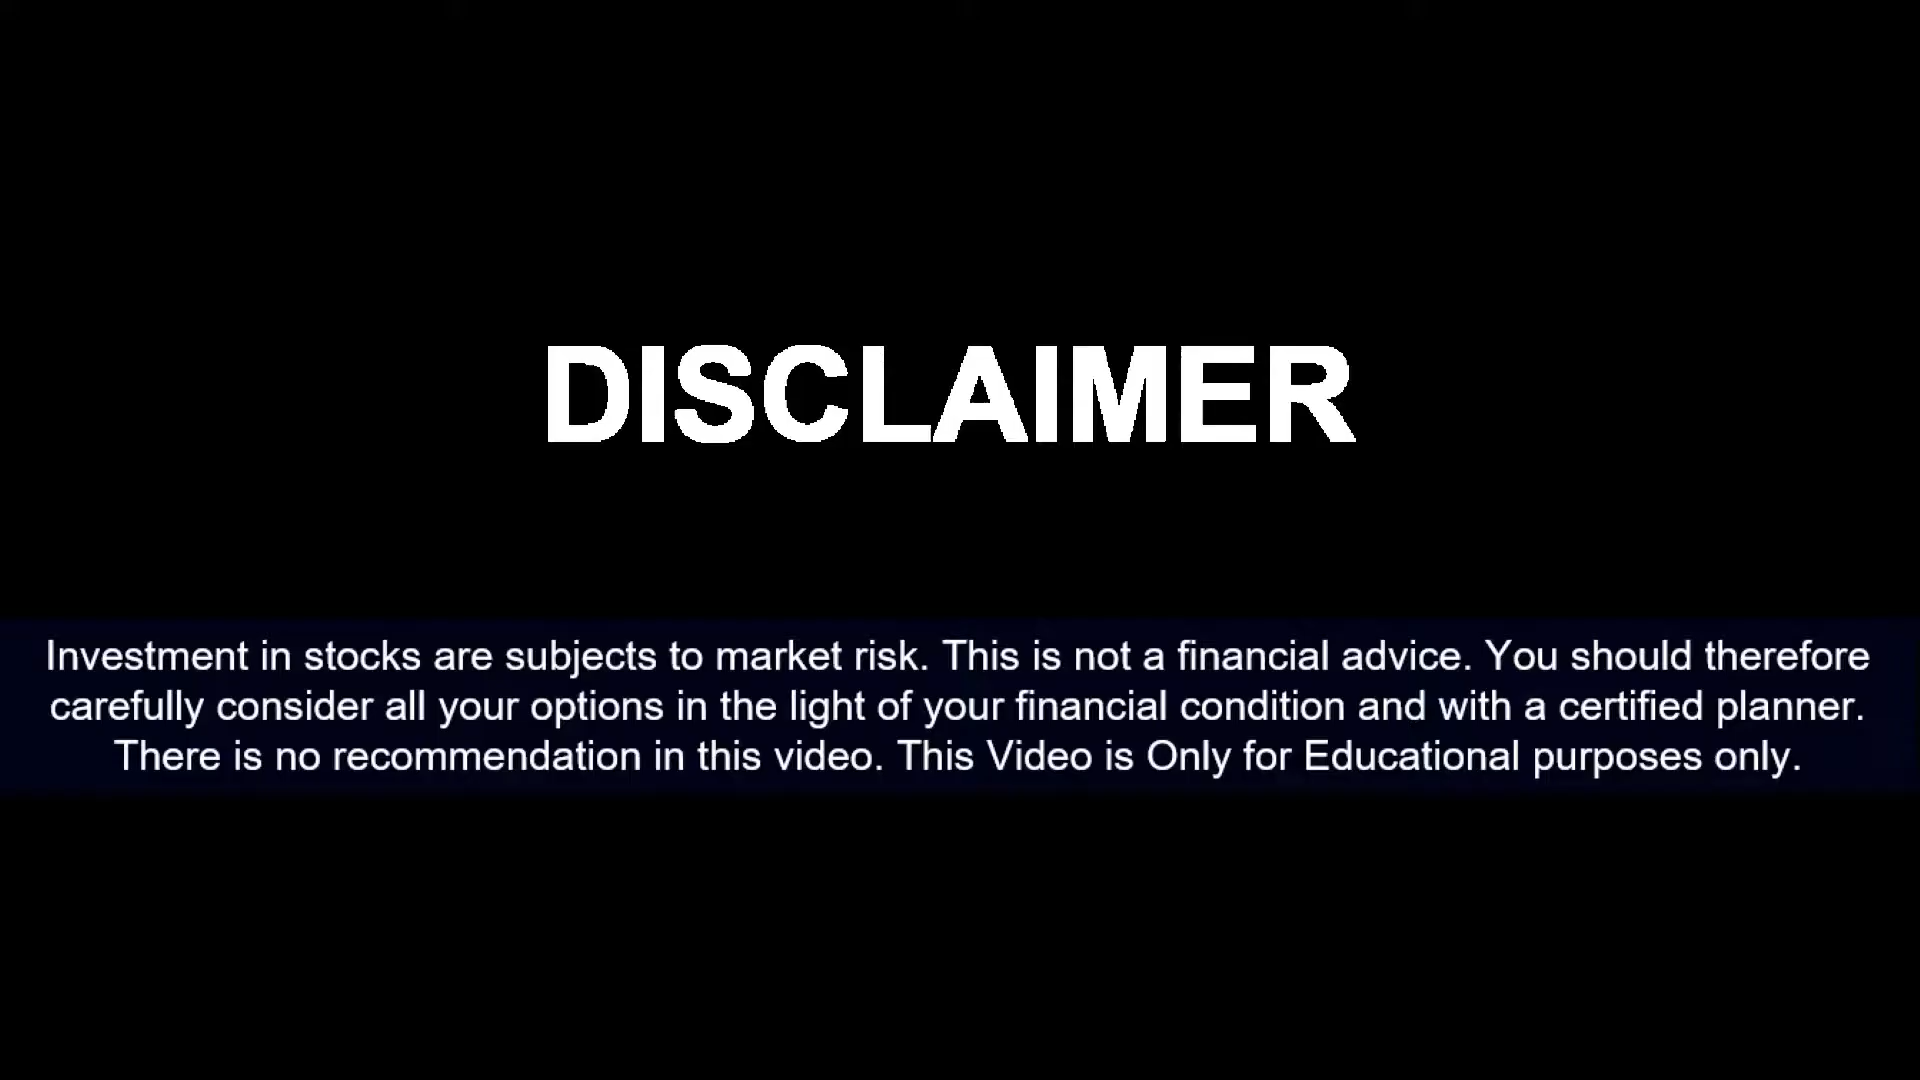 DISCLAIMER
Investment in stocks are subjects to market risk. This is not a financial advice. You should therefore
carefully consider all your options in the light of your financial condition and with a certified planner.
There is no recommendation in this video. This Video is Only for Educational purposes only.